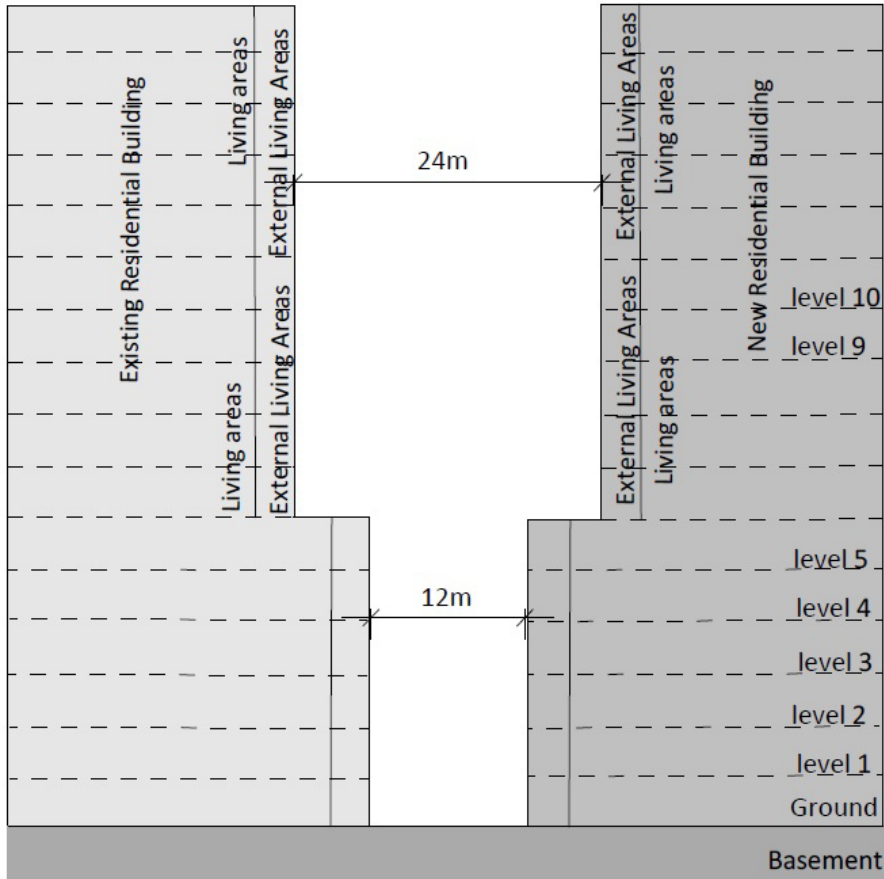 Existing Residential Building
Living areas
External Living Areas
Living areas
External Living Areas
24m
External Living Areas
Living areas
External Living Areas
Living areas
New Residential Building
level 10
level 9
12m
level 5
level 4
level 3
level 2
level 1
Ground
Basement